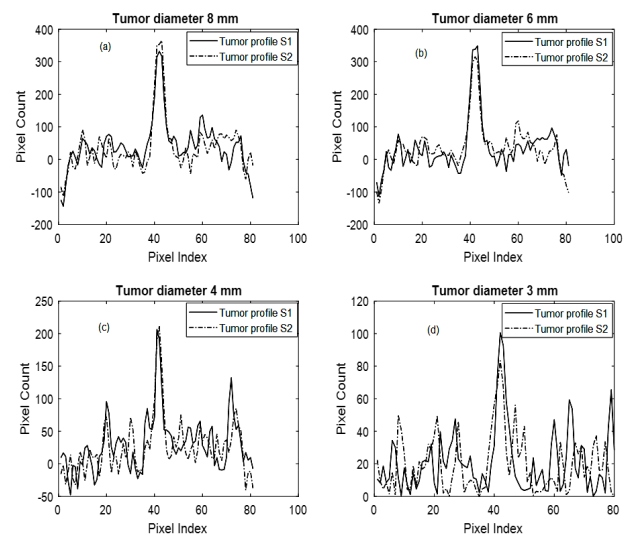 Tumor diameter 8 mm
400
300
200
100
0
-100
-200
Pixel Count
(a)
Tumor profile S1
Tumor profile S2
0
20
40
60
80
100
Pixel Index
Tumor diameter 6 mm
400
300
200
100
0
-100
-200
Pixel Count
(b)
Tumor profile S1
Tumor profile S2
0
20
40
60
80
100
Pixel Index
Tumor diameter 4 mm
250
200
150
100
50
0
-50
Pixel Count
(c)
Tumor profile S1
Tumor profile S2
0
20
40
60
80
100
Pixel Index
Tumor diameter 3 mm
120
100
80
60
40
20
0
Pixel Count
(d)
Tumor profile S1
Tumor profile S2
0
20
40
60
80
Pixel Index